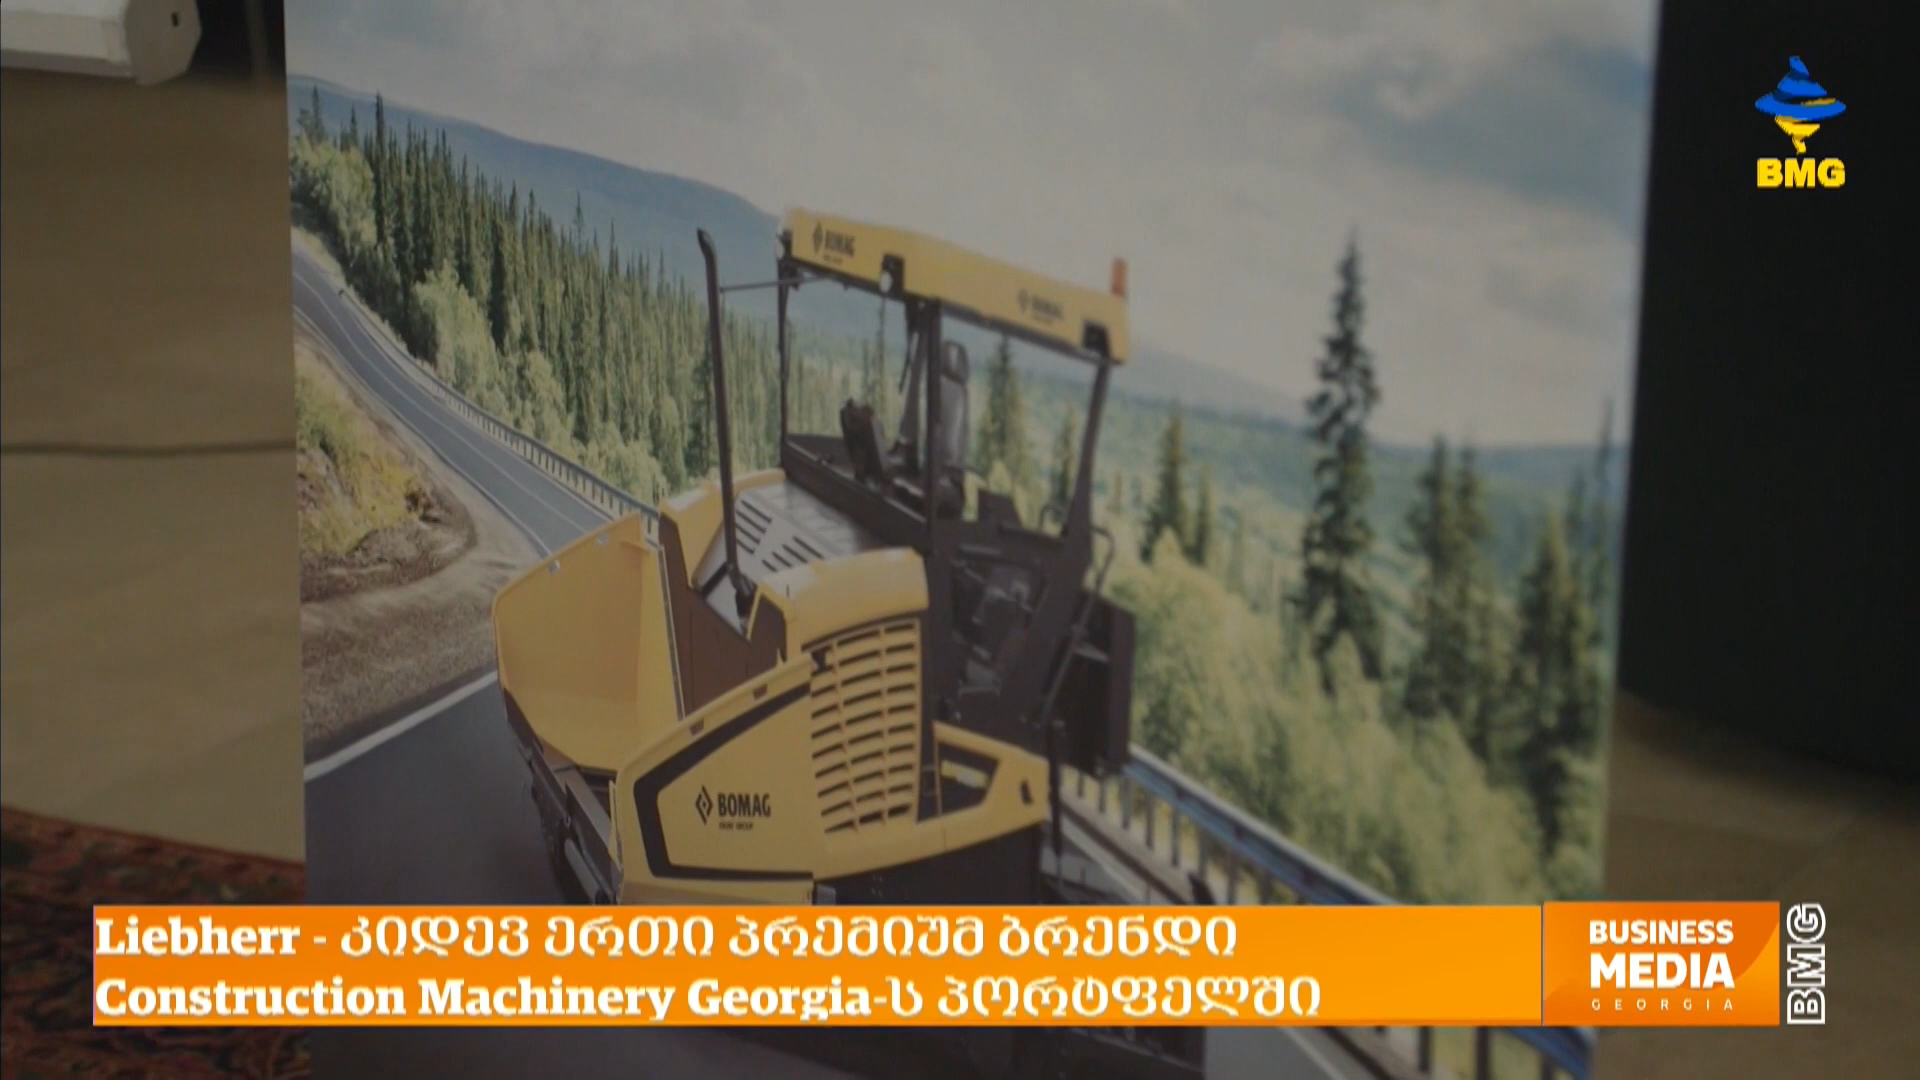 BMG
BOMAG
BOMAG
BOMAG
Liebherr - კიდევ ერთი პრემიუმ ბრენდი
Construction Machinery Georgia-ს პორტფელში
BUSINESS
MEDIA
GEORGIA
BMG